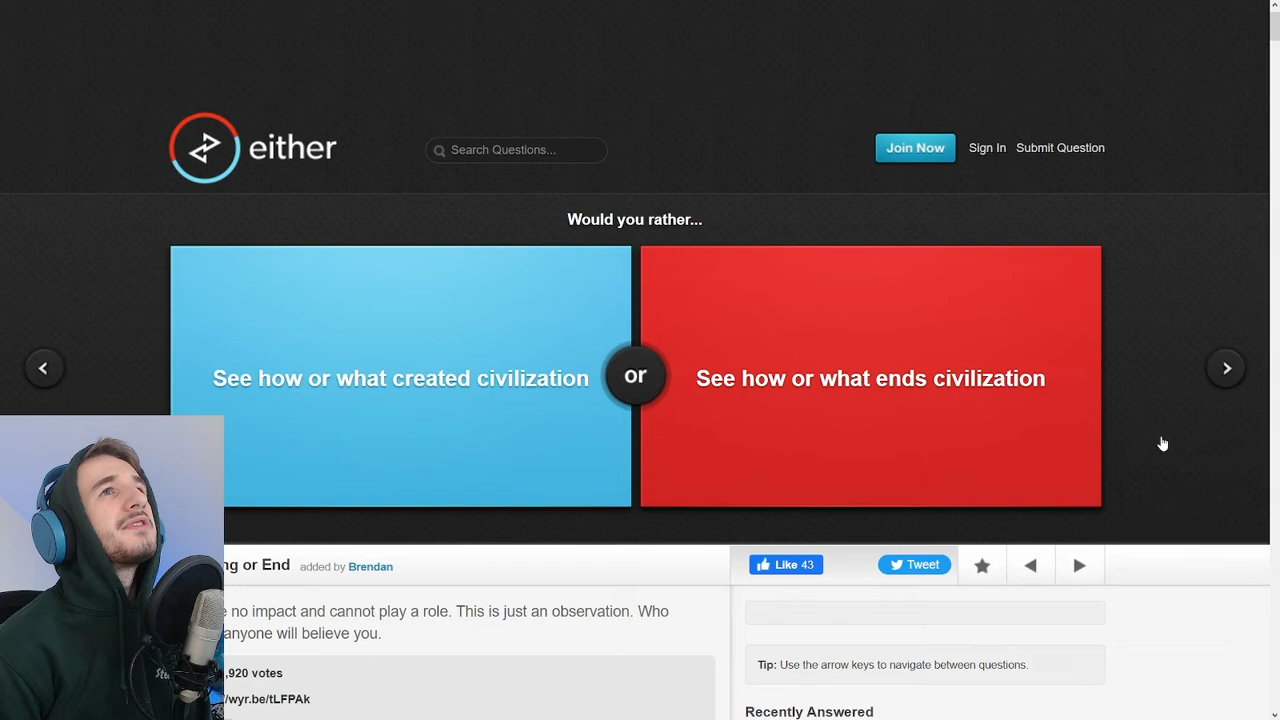 either
Search Questions...
Join Now
Sign In
Submit Question
Would you rather...
See how or what created civilization
or
See how or what ends civilization
or End
added by Brendan
Like 43
Tweet
no impact and cannot play a role. This is just an observation. Who
anyone will believe you.
,920 votes
/wyr.be/tLFPAk
Tip: Use the arrow keys to navigate between questions.
Recently Answered